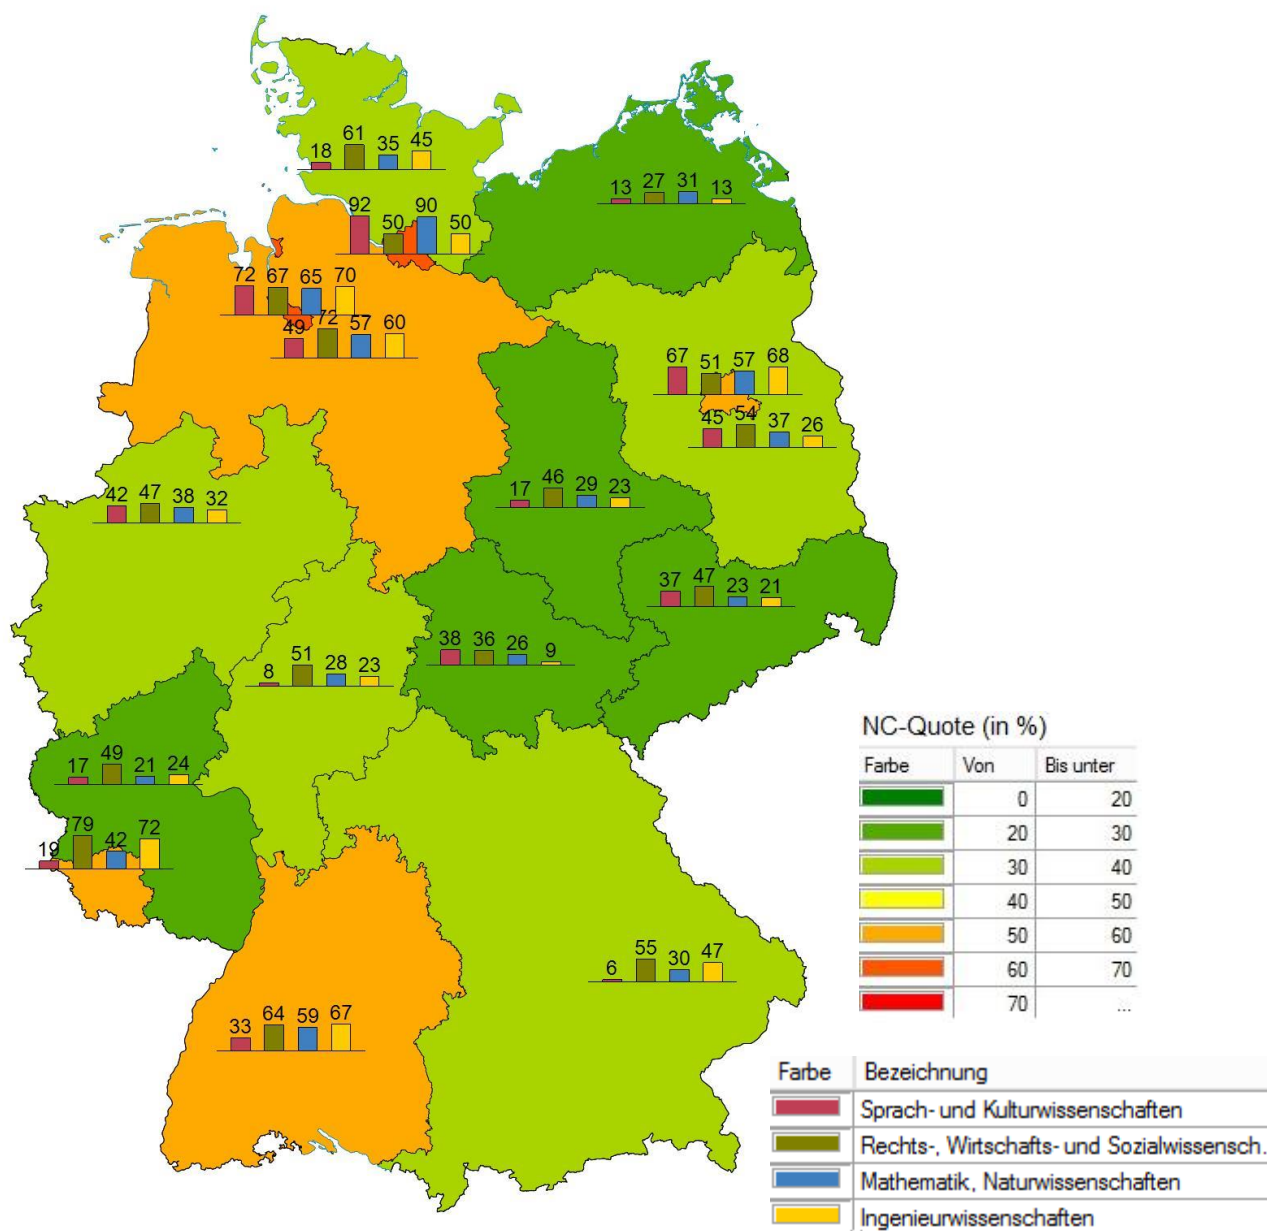 18 61 35 45
13 27 31 13
92 50 90 50
72 67 65 70
49 72 57 60
67 51 57 68
45 54 37 26
42 47 38 32
17 46 29 23
37 47 23 21
38 36 26 9
8 51 28 23
17 49 21 24
19 79 42 72
6 55 30 47
33 64 59 67
NC-Quote (in %)
Farbe Von Bis unter
0 20
20 30
30 40
40 50
50 60
60 70
70 ...
Farbe Bezeichnung
Sprach- und Kulturwissenschaften
Rechts-, Wirtschafts- und Sozialwissensch.
Mathematik, Naturwissenschaften
Ingenieurwissenschaften